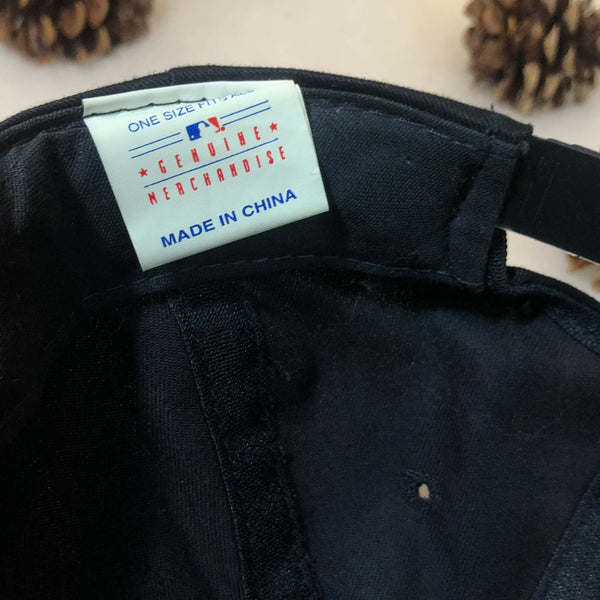 ONE SIZE FITS ALL
★ GENUINE ★
MERCHANDISE
MADE IN CHINA